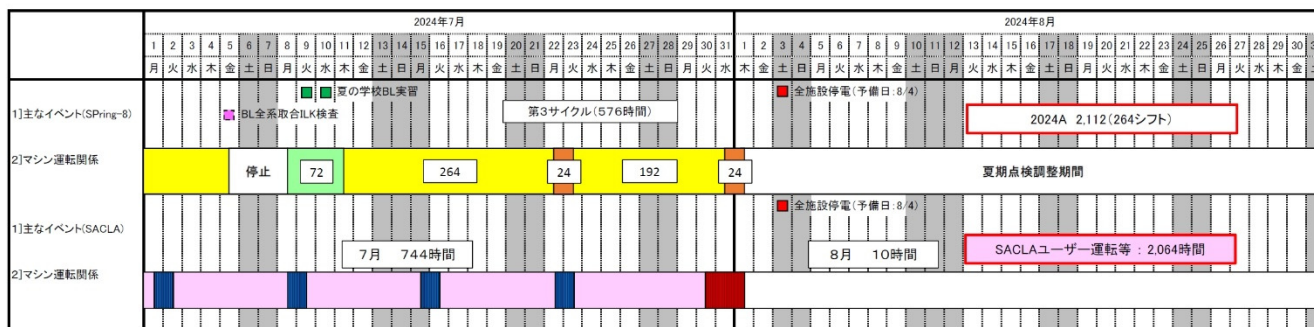 2024年7月 2024年8月
1 2 3 4 5 6 7 8 9 10 11 12 13 14 15 16 17 18 19 20 21 22 23 24 25 26 27 28 29 30 31 1 2 3 4 5 6 7 8 9 10 11 12 13 14 15 16 17 18 19 20 21 22 23 24 25 26 27 28 29 30
月 火 水 木 金 土 日 月 火 水 木 金 土 日 月 火 水 木 金 土 日 月 火 水 木 金 土 日 月 火 水 木 金 土 日 月 火 水 木 金 土 日 月 火 水 木 金 土 日 月 火 水 木 金 土 日 月 火 水 木 金
夏の学校BL実習
全施設停電(予備日:8/4)
1]主なイベント(SPring-8)
BL全系取合ILK検査
第3サイクル(576時間)
2024A 2,112(264シフト)
2]マシン運転関係
停止 72 264 24 192 24 夏期点検調整期間
全施設停電(予備日:8/4)
1]主なイベント(SACLA)
7月 744時間
8月 10時間
SACLAユーザー運転等 : 2,064時間
2]マシン運転関係